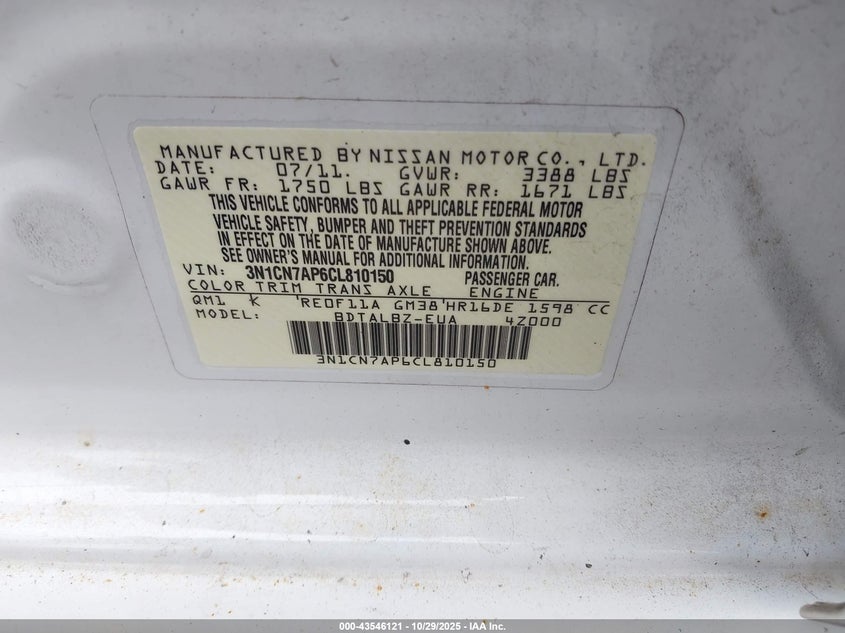 MANUFACTURED BY NISSAN MOTOR CO., LTD.
DATE: 07/11. GVWR: 3388 LBS
GAWR FR: 1750 LBS GAWR RR: 1671 LBS
THIS VEHICLE CONFORMS TO ALL APPLICABLE FEDERAL MOTOR
VEHICLE SAFETY, BUMPER AND THEFT PREVENTION STANDARDS
IN EFFECT ON THE DATE OF MANUFACTURE SHOWN ABOVE.
SEE OWNER'S MANUAL FOR ADDITIONAL INFORMATION.
VIN: 3N1CN7AP6CL810150 PASSENGER CAR.
COLOR TRIM TRANS AXLE ENGINE
QM1 K RE0F11A GM38 HR16DE 1598 CC
MODEL: BDTALBZ-EUA 4Z000
3N1CN7AP6CL810150
000-43546121 | 10/29/2025 - IAA Inc.